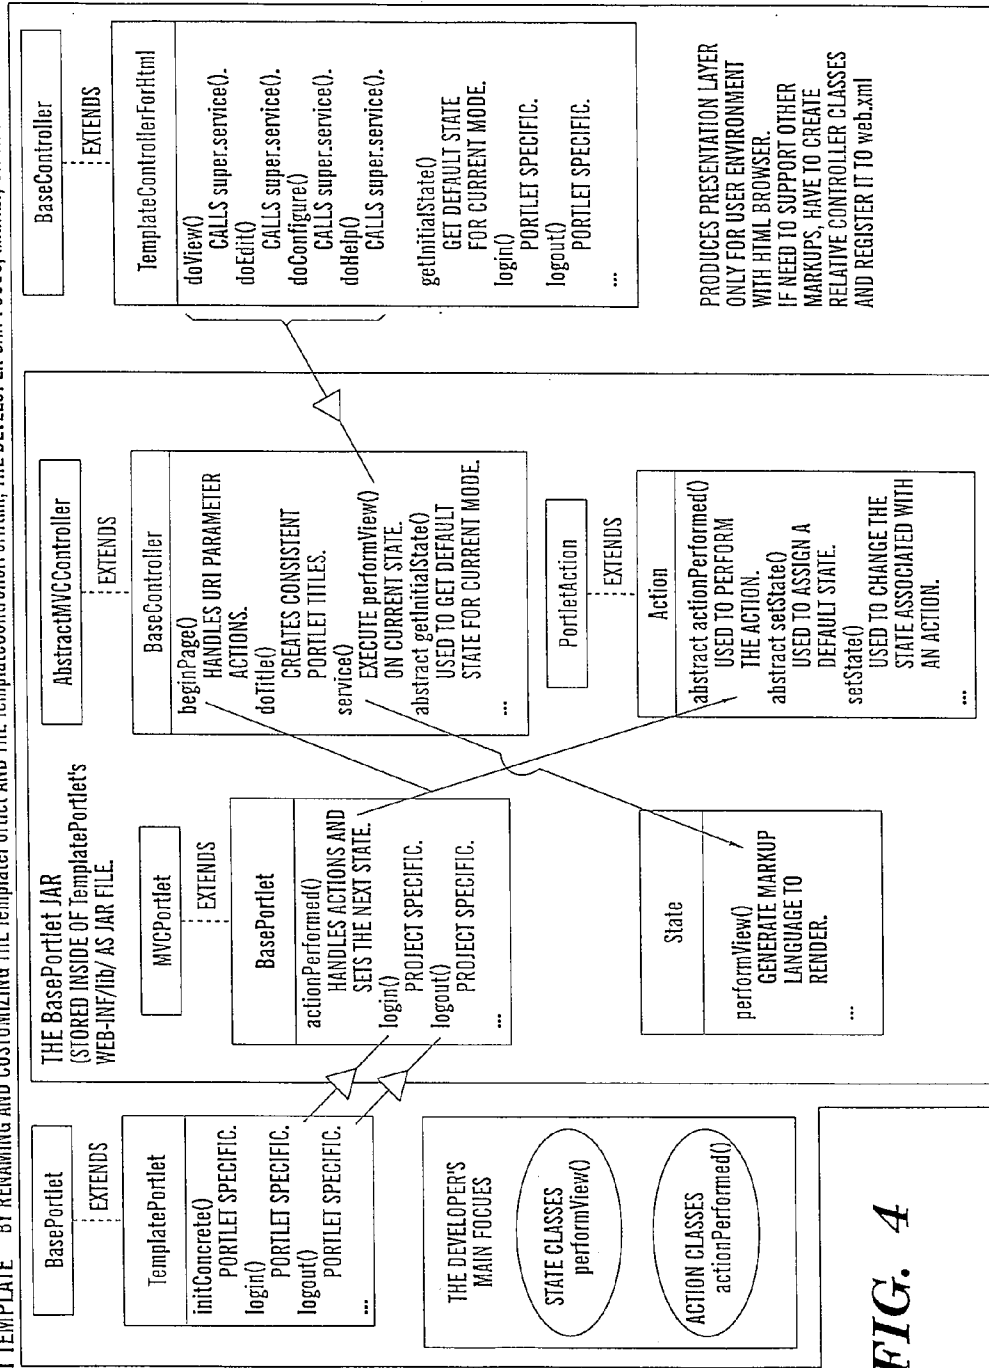 TEMPLATE BY RENAMING AND CUSTOMIZING THE TemplatePortlet AND THE TemplateControllerForHtml, THE DEVELOPER CAN FOCUS
BasePortlet
EXTENDS
TemplatePortlet
initConcrete()
PORTLET SPECIFIC.
login()
PORTLET SPECIFIC.
logout()
PORTLET SPECIFIC.
...
THE DEVELOPER'S
MAIN FOCUES
STATE CLASSES
performView()
ACTION CLASSES
actionPerformed()
THE BasePortlet JAR
(STORED INSIDE OF TemplatePortlet's
WEB-INF/lib/ AS JAR FILE.
MVCPortlet
EXTENDS
BasePortlet
actionPerformed()
HANDLES ACTIONS AND
SETS THE NEXT STATE.
login()
PROJECT SPECIFIC.
logout()
PROJECT SPECIFIC.
...
State
performView()
GENERATE MARKUP
LANGUAGE TO
RENDER.
...
AbstractMVCController
EXTENDS
BaseController
beginPage()
HANDLES URI PARAMETER
ACTIONS.
doTitle()
CREATES CONSISTENT
PORTLET TITLES.
service()
EXECUTE performView()
ON CURRENT STATE.
abstract getInitialState()
USED TO GET DEFAULT
STATE FOR CURRENT MODE.
...
PortletAction
EXTENDS
Action
abstract actionPerformed()
USED TO PERFORM
THE ACTION.
abstract setState()
USED TO ASSIGN A
DEFAULT STATE.
setState()
USED TO CHANGE THE
STATE ASSOCIATED WITH
AN ACTION.
...
BaseController
EXTENDS
TemplateControllerForHtml
doView()
CALLS super.service().
doEdit()
CALLS super.service().
doConfigure()
CALLS super.service().
doHelp()
CALLS super.service().
getInitialState()
GET DEFAULT STATE
FOR CURRENT MODE.
login()
PORTLET SPECIFIC.
logout()
PORTLET SPECIFIC.
...
PRODUCES PRESENTATION LAYER
ONLY FOR USER ENVIRONMENT
WITH HTML BROWSER.
IF NEED TO SUPPORT OTHER
MARKUPS, HAVE TO CREATE
RELATIVE CONTROLLER CLASSES
AND REGISTER IT TO web.xml
FIG. 4